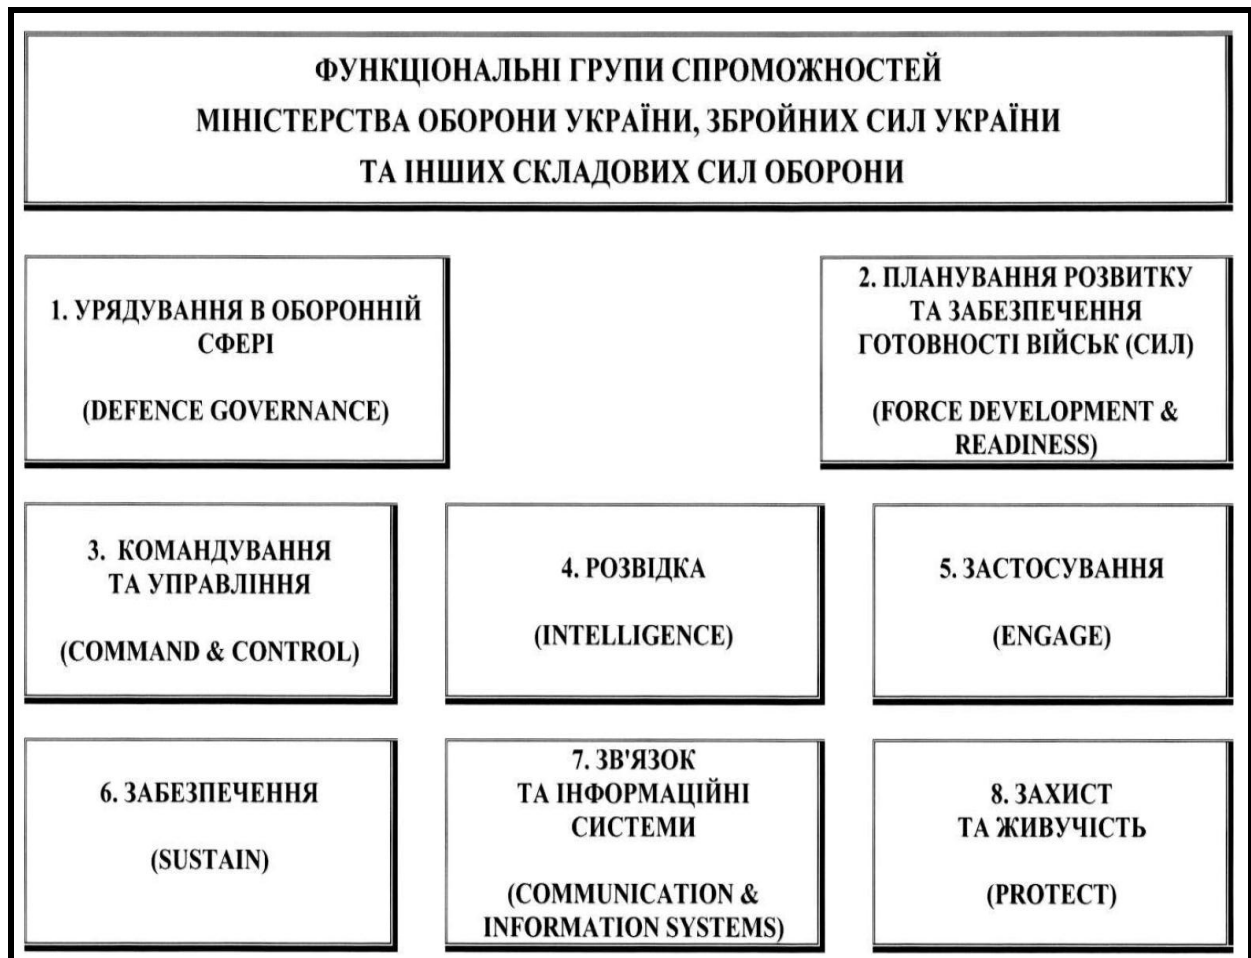 ФУНКЦІОНАЛЬНІ ГРУПИ СПРОМОЖНОСТЕЙ
МІНІСТЕРСТВА ОБОРОНИ УКРАЇНИ, ЗБРОЙНИХ СИЛ УКРАЇНИ
ТА ІНШИХ СКЛАДОВИХ СИЛ ОБОРОНИ
1. УРЯДУВАННЯ В ОБОРОННІЙ
СФЕРІ
(DEFENCE GOVERNANCE)
2. ПЛАНУВАННЯ РОЗВИТКУ
ТА ЗАБЕЗПЕЧЕННЯ
ГОТОВНОСТІ ВІЙСЬК (СИЛ)
(FORCE DEVELOPMENT &
READINESS)
3. КОМАНДУВАННЯ
ТА УПРАВЛІННЯ
(COMMAND & CONTROL)
4. РОЗВІДКА
(INTELLIGENCE)
5. ЗАСТОСУВАННЯ
(ENGAGE)
6. ЗАБЕЗПЕЧЕННЯ
(SUSTAIN)
7. ЗВ'ЯЗОК
ТА ІНФОРМАЦІЙНІ
СИСТЕМИ
(COMMUNICATION &
INFORMATION SYSTEMS)
8. ЗАХИСТ
ТА ЖИВУЧІСТЬ
(PROTECT)